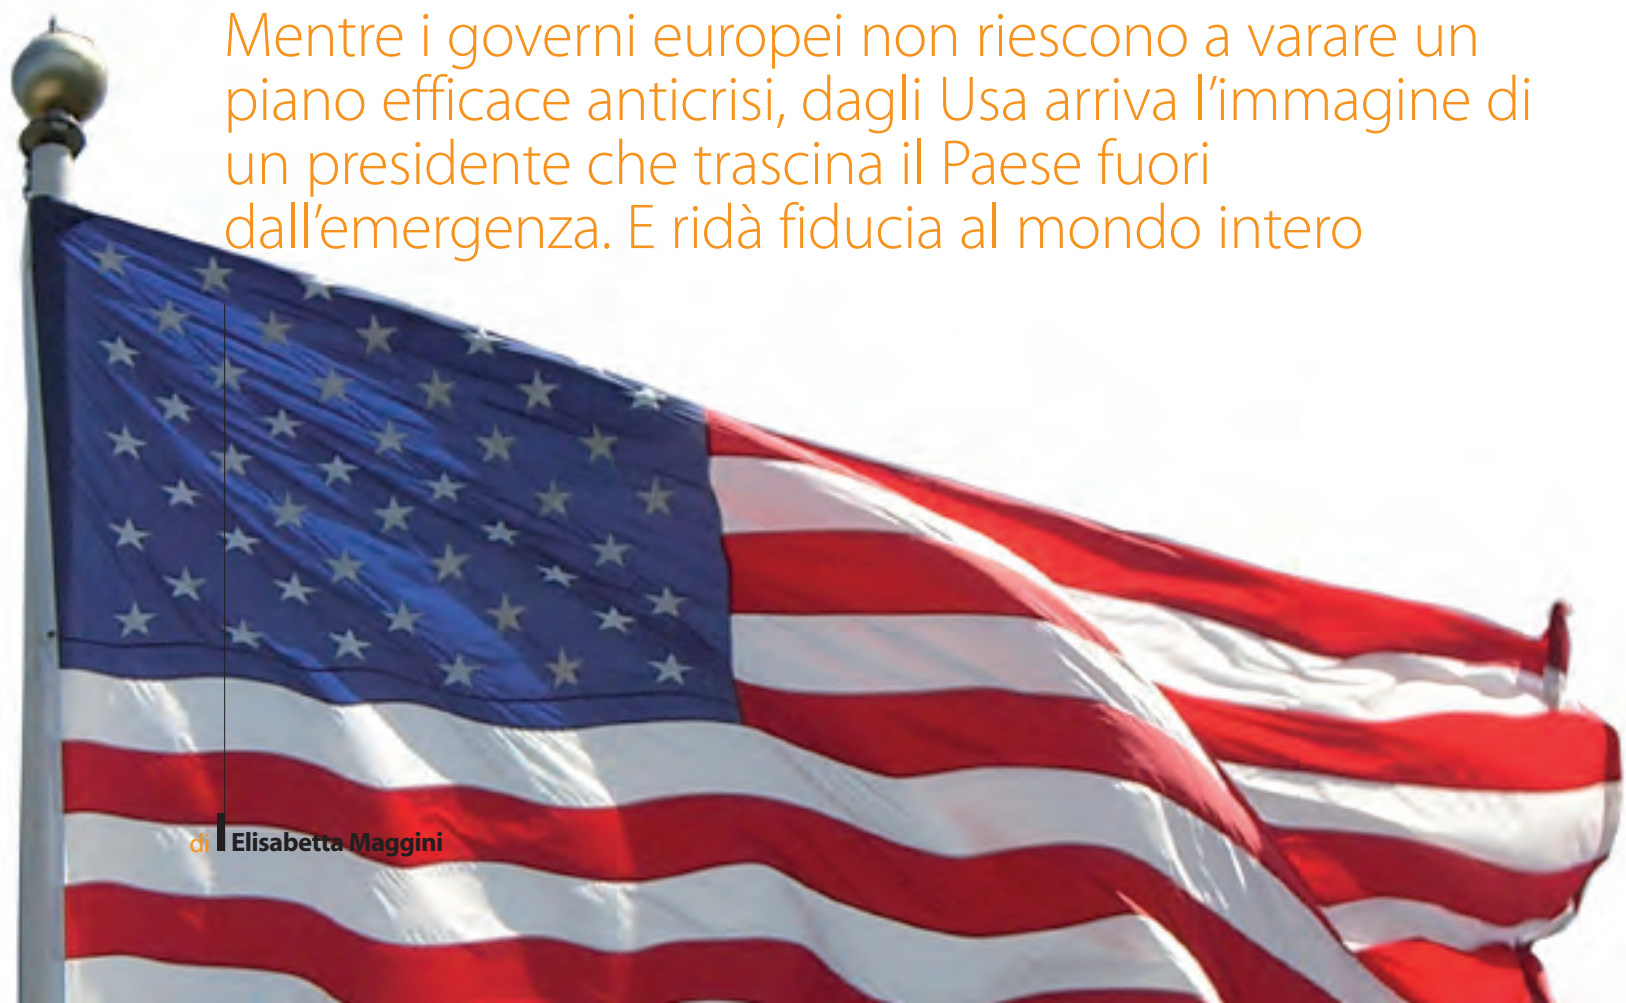 Mentre i governi europei non riescono a varare un
piano efficace anticrisi, dagli Usa arriva l’immagine di
un presidente che trascina il Paese fuori
dall’emergenza. E ridà fiducia al mondo intero
di Elisabetta Maggini